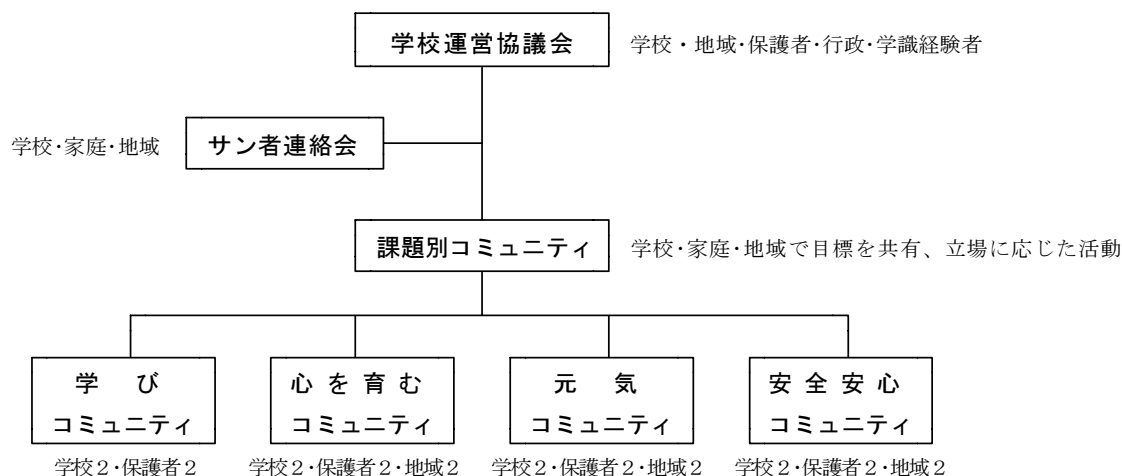 学校運営協議会 学校・地域・保護者・行政・学識経験者
学校・家庭・地域 サン者連絡会
課題別コミュニティ 学校・家庭・地域で目標を共有、立場に応じた活動
学び
コミュニティ
心を育む
コミュニティ
元気
コミュニティ
安全安心
コミュニティ
学校2・保護者2 学校2・保護者2・地域2 学校2・保護者2・地域2 学校2・保護者2・地域2